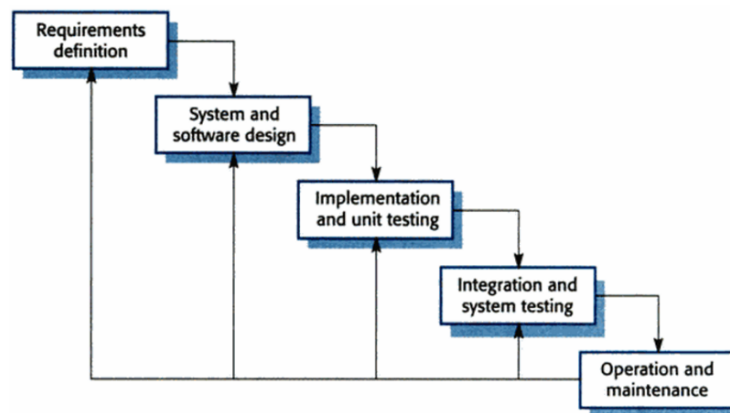 Requirements
definition
System and
software design
Implementation
and unit testing
Integration and
system testing
Operation and
maintenance